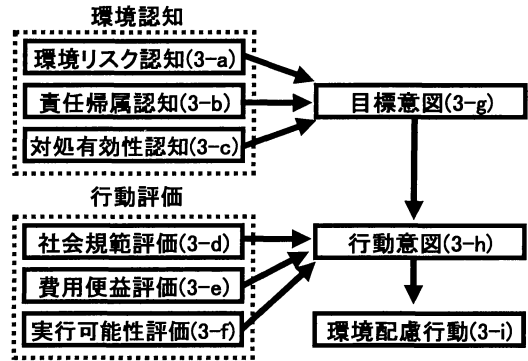 環境認知
環境リスク認知(3-a)
責任帰属認知(3-b)
目標意図(3-g)
対処有効性認知(3-c)
行動評価
社会規範評価(3-d)
行動意図(3-h)
費用便益評価(3-e)
実行可能性評価(3-f)
環境配慮行動(3-i)